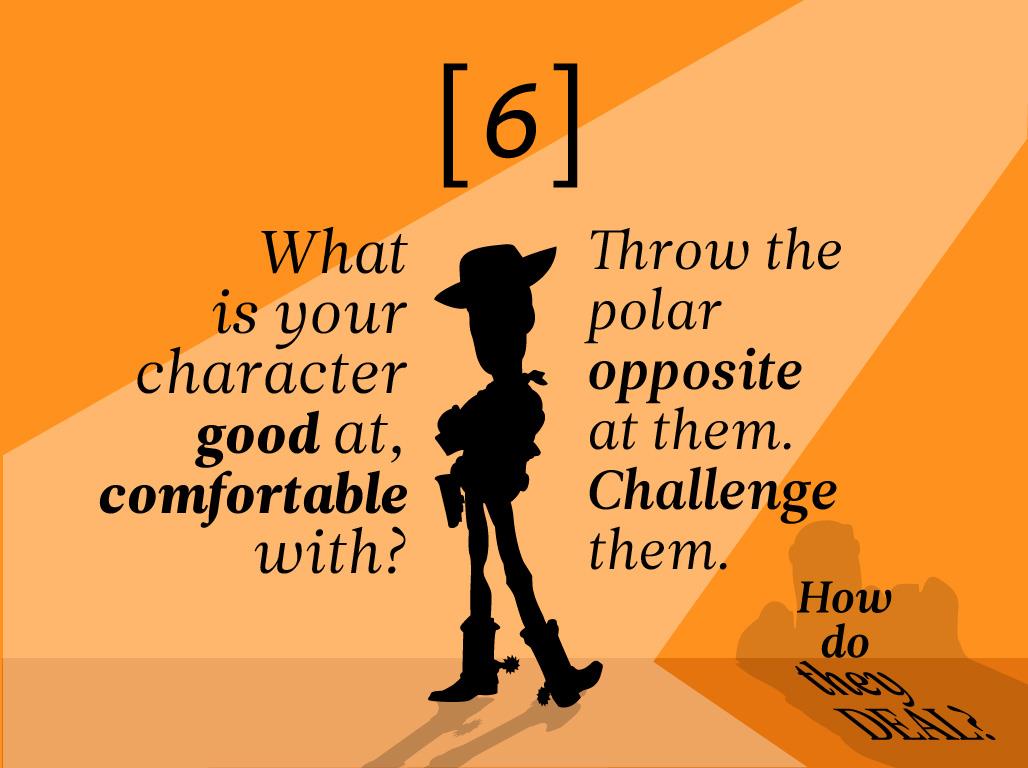 [6]
What
is your
character
good at,
comfortable
with?
Throw the
polar
opposite
at them.
Challenge
them.
How
do
they
DEAL?